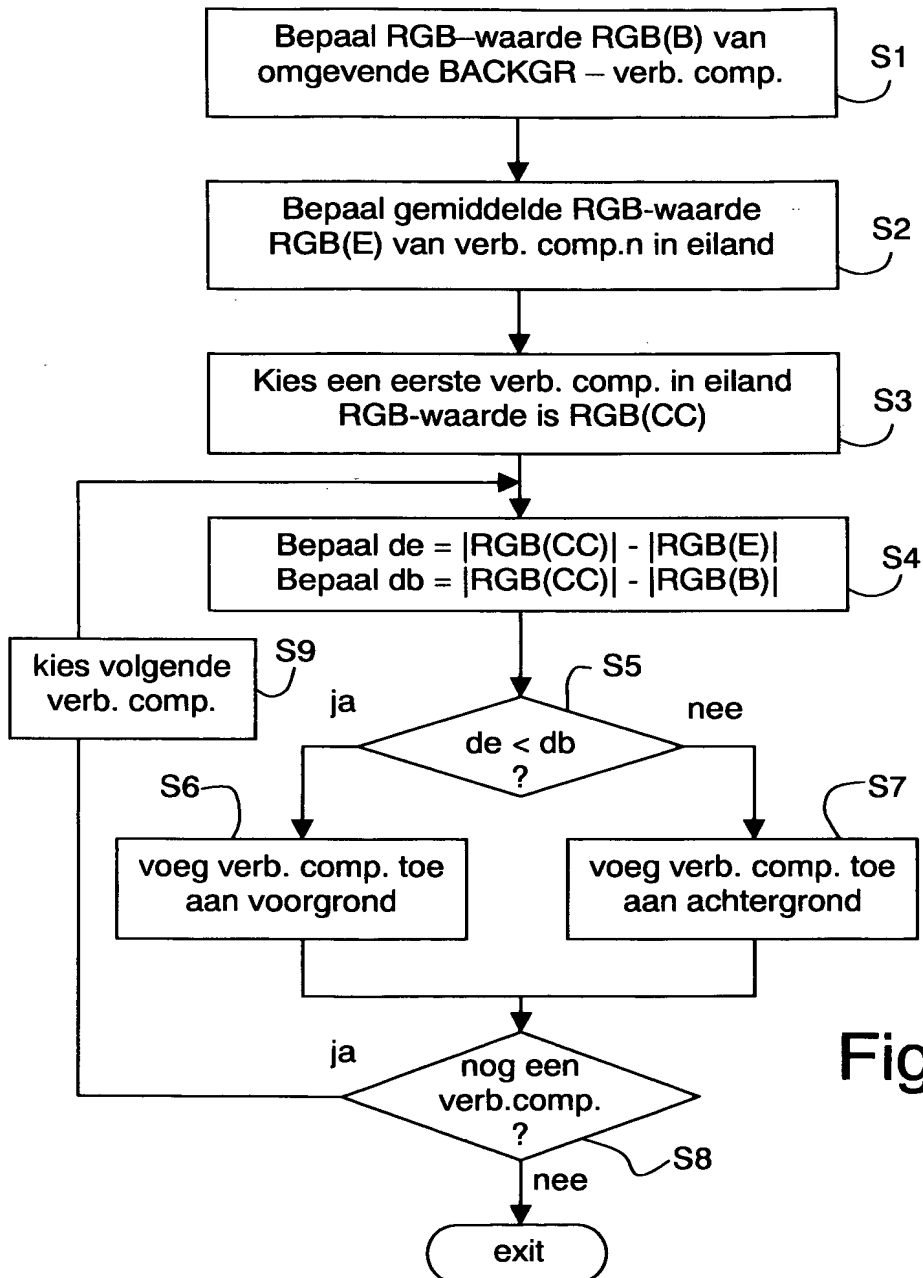 Bepaal RGB–waarde RGB(B) van
omgevende BACKGR – verb. comp.
S1
Bepaal gemiddelde RGB-waarde
RGB(E) van verb. comp.n in eiland
S2
Kies een eerste verb. comp. in eiland
RGB-waarde is RGB(CC)
S3
Bepaal de = |RGB(CC)| - |RGB(E)|
Bepaal db = |RGB(CC)| - |RGB(B)|
S4
kies volgende
verb. comp.
S9
S5
ja
nee
de < db
?
S6
S7
voeg verb. comp. toe
aan voorgrond
voeg verb. comp. toe
aan achtergrond
ja
nog een
verb.comp.
?
Fig
S8
nee
exit